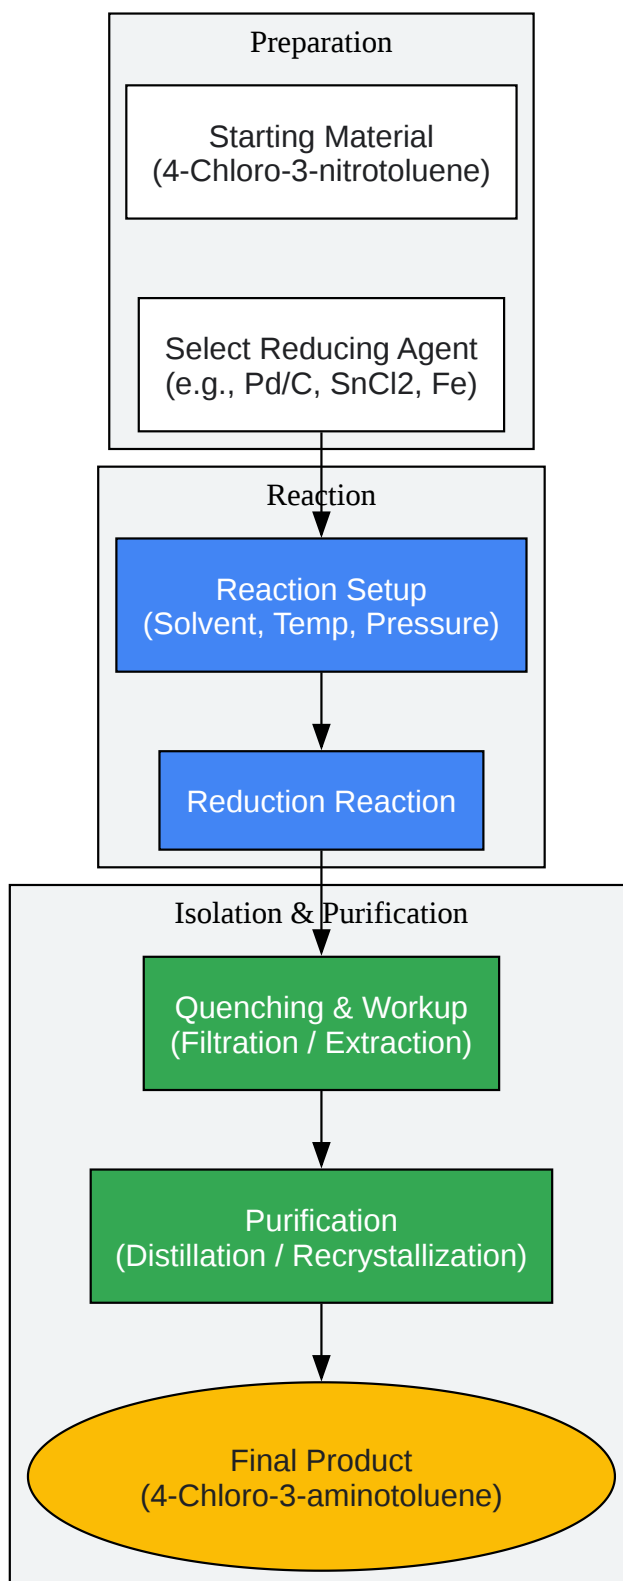 Preparation
Starting Material
(4-Chloro-3-nitrotoluene)
Select Reducing Agent
(e.g., Pd/C, SnCl2, Fe)
Reaction
Reaction Setup
(Solvent, Temp, Pressure)
Reduction Reaction
Isolation & Purification
Quenching & Workup
(Filtration / Extraction)
Purification
(Distillation / Recrystallization)
Final Product
(4-Chloro-3-aminotoluene)